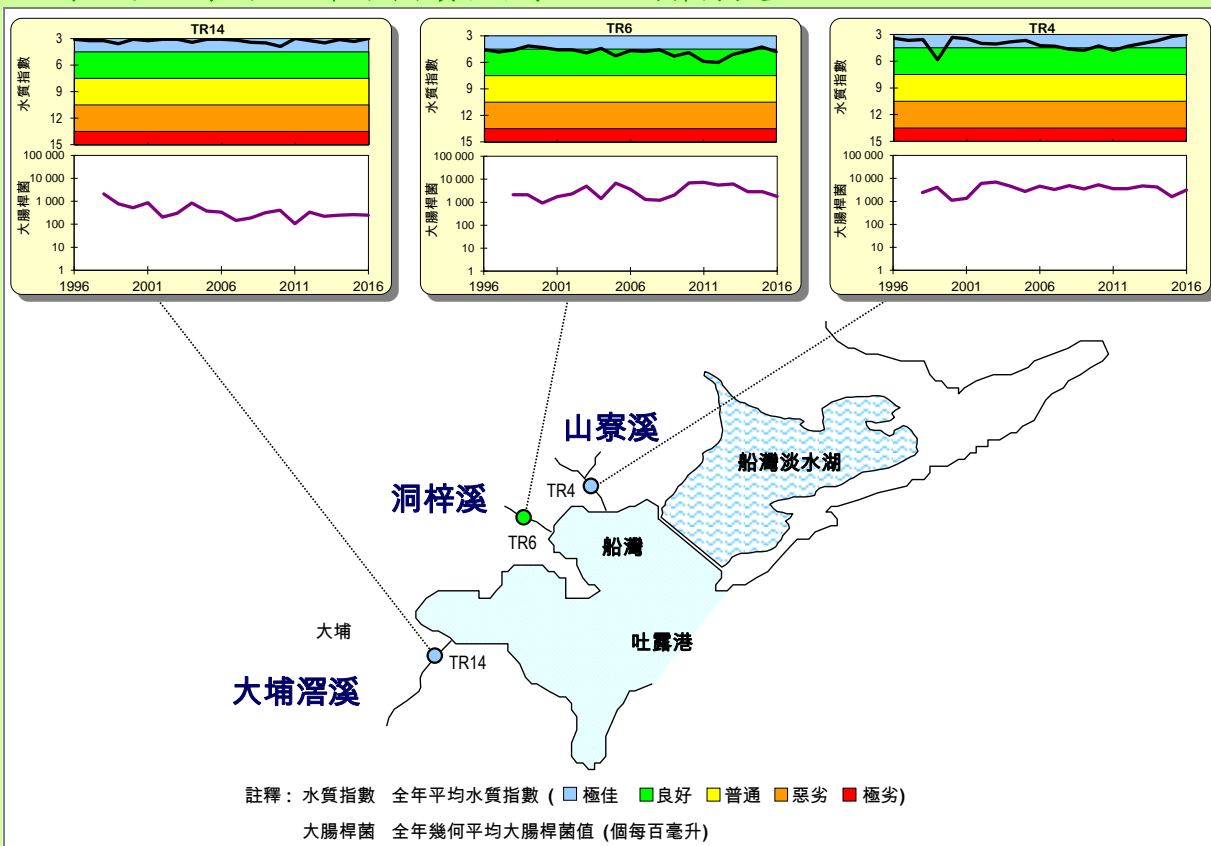 TR14
3
6
9
12
15
水質指數
100 000
10 000
1 000
100
10
1
大腸桿菌
1996 2001 2006 2011 2016
TR6
3
6
9
12
15
水質指數
100 000
10 000
1 000
100
10
1
大腸桿菌
1996 2001 2006 2011 2016
TR4
3
6
9
12
15
水質指數
100 000
10 000
1 000
100
10
1
大腸桿菌
1996 2001 2006 2011 2016
山寮溪
船灣淡水湖
TR4
洞梓溪
TR6
船灣
大埔
吐露港
TR14
大埔滘溪
註釋 : 水質指數 全年平均水質指數 ( 極佳 良好 普通 惡劣 極劣)
大腸桿菌 全年幾何平均大腸桿菌值 (個每百毫升)